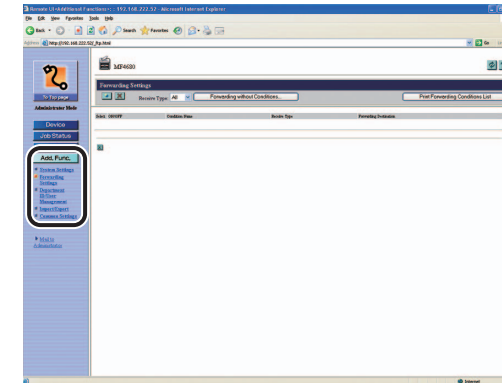 Remote UI <Additional Functions> : 192.168.222.52 - Microsoft Internet Explorer
File Edit View Favorites Tools Help
Back Search Favorites
Address http://192.168.222.52/_ftp.html Go
MF4680
To Top page
Administrator Mode
Device
Job Status
Add. Func.
System Settings
Forwarding Settings
Department ID/User Management
Import/Export
Common Settings
Mail to Administrator
Forwarding Settings
Receive Type: All Forwarding without Conditions... Print Forwarding Conditions List
Select ON/OFF Condition Name Receive Type Forwarding Destination
Internet